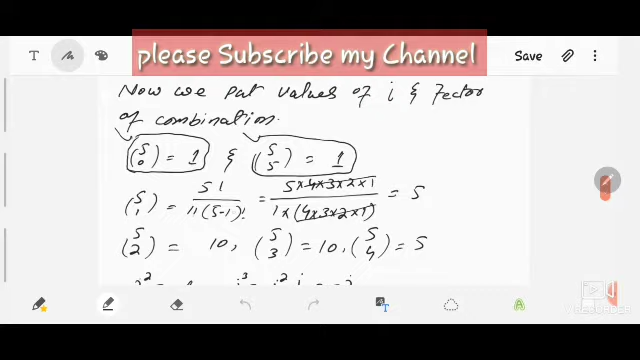 please Subscribe my Channel
T Save
Now we put values of i & Factor
of combination.
(5 0) = 1 & (5 5) = 1
(5 1) = 5! / 1!(5-1)! = 5×4×3×2×1 / 1×(4×3×2×1) = 5
(5 2) = 10, (5 3) = 10, (5 4) = 5